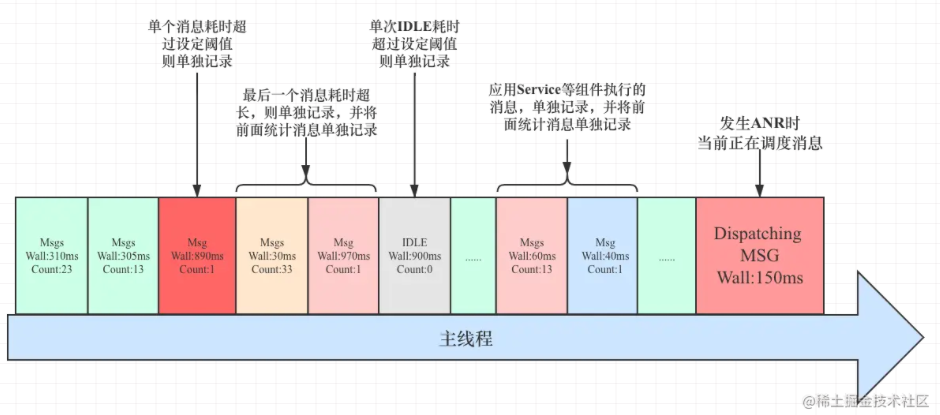 单个消息耗时超
过设定阈值
则单独记录
最后一个消息耗时超
长，则单独记录，并将
前面统计消息单独记录
单次IDLE耗时
超过设定阈值
则单独记录
应用Service等组件执行的
消息，单独记录，并将前
面统计消息单独记录
发生ANR时
当前正在调度消息
Msgs
Wall:310ms
Count:23
Msgs
Wall:305ms
Count:13
Msg
Wall:890ms
Count:1
Msgs
Wall:30ms
Count:33
Msg
Wall:970ms
Count:1
IDLE
Wall:900ms
Count:0
......
Msgs
Wall:60ms
Count:13
Msg
Wall:40ms
Count:1
......
Dispatching
MSG
Wall:150ms
主线程
@稀土掘金技术社区